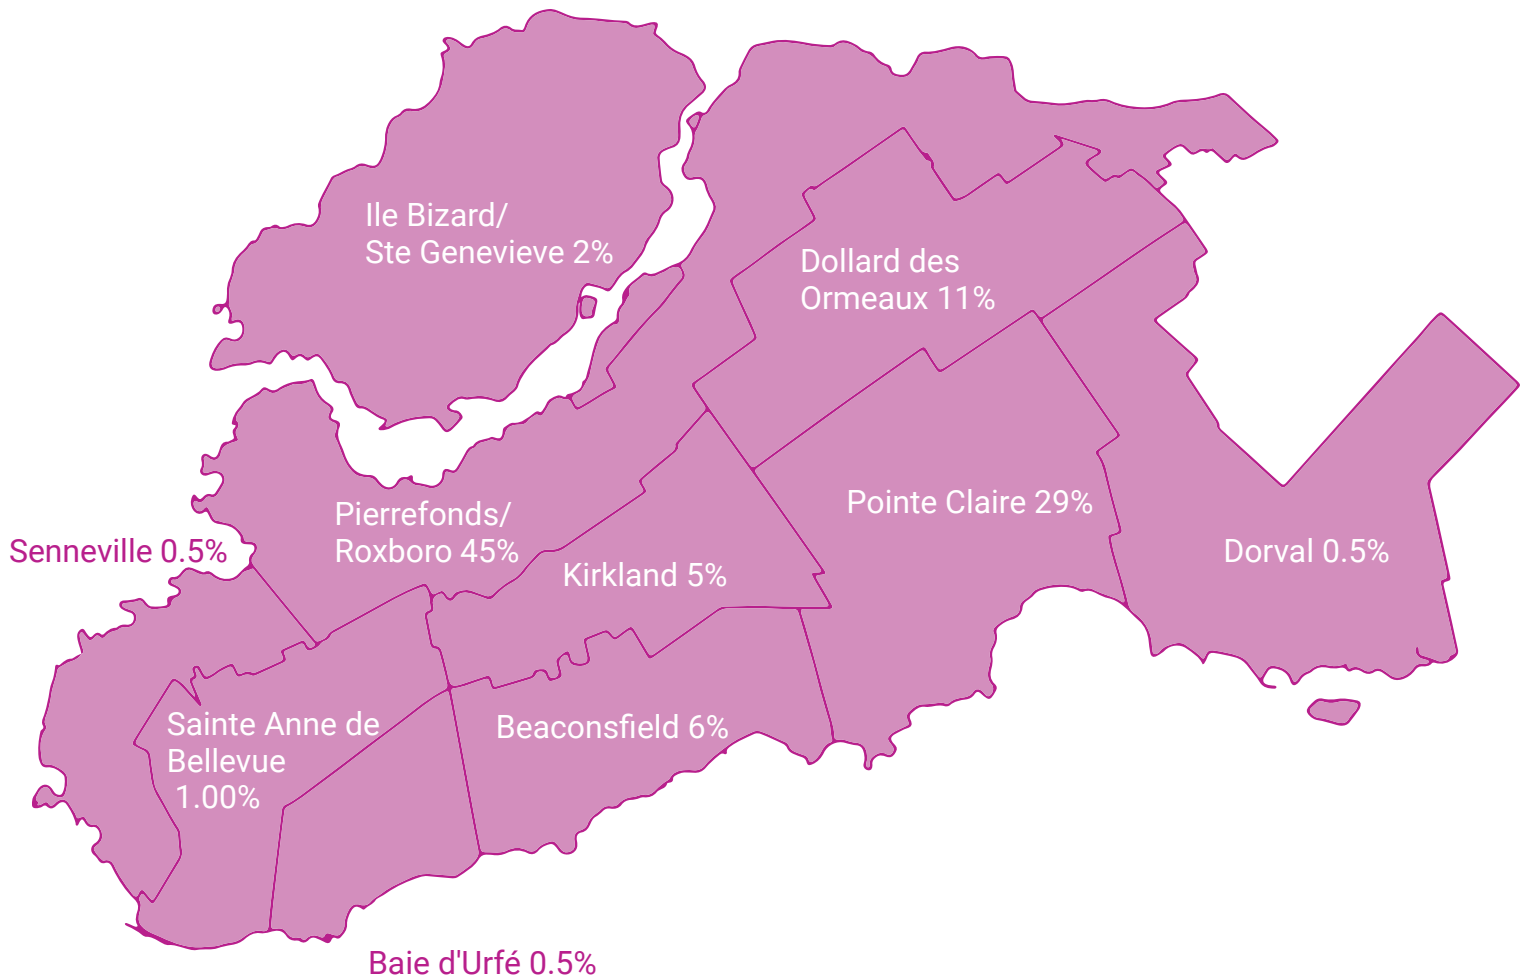 Ile Bizard/
Ste Genevieve 2%
Dollard des
Ormeaux 11%
Pointe Claire 29%
Pierrefonds/
Roxboro 45%
Senneville 0.5%
Dorval 0.5%
Kirkland 5%
Sainte Anne de
Bellevue
1.00%
Beaconsfield 6%
Baie d'Urfé 0.5%